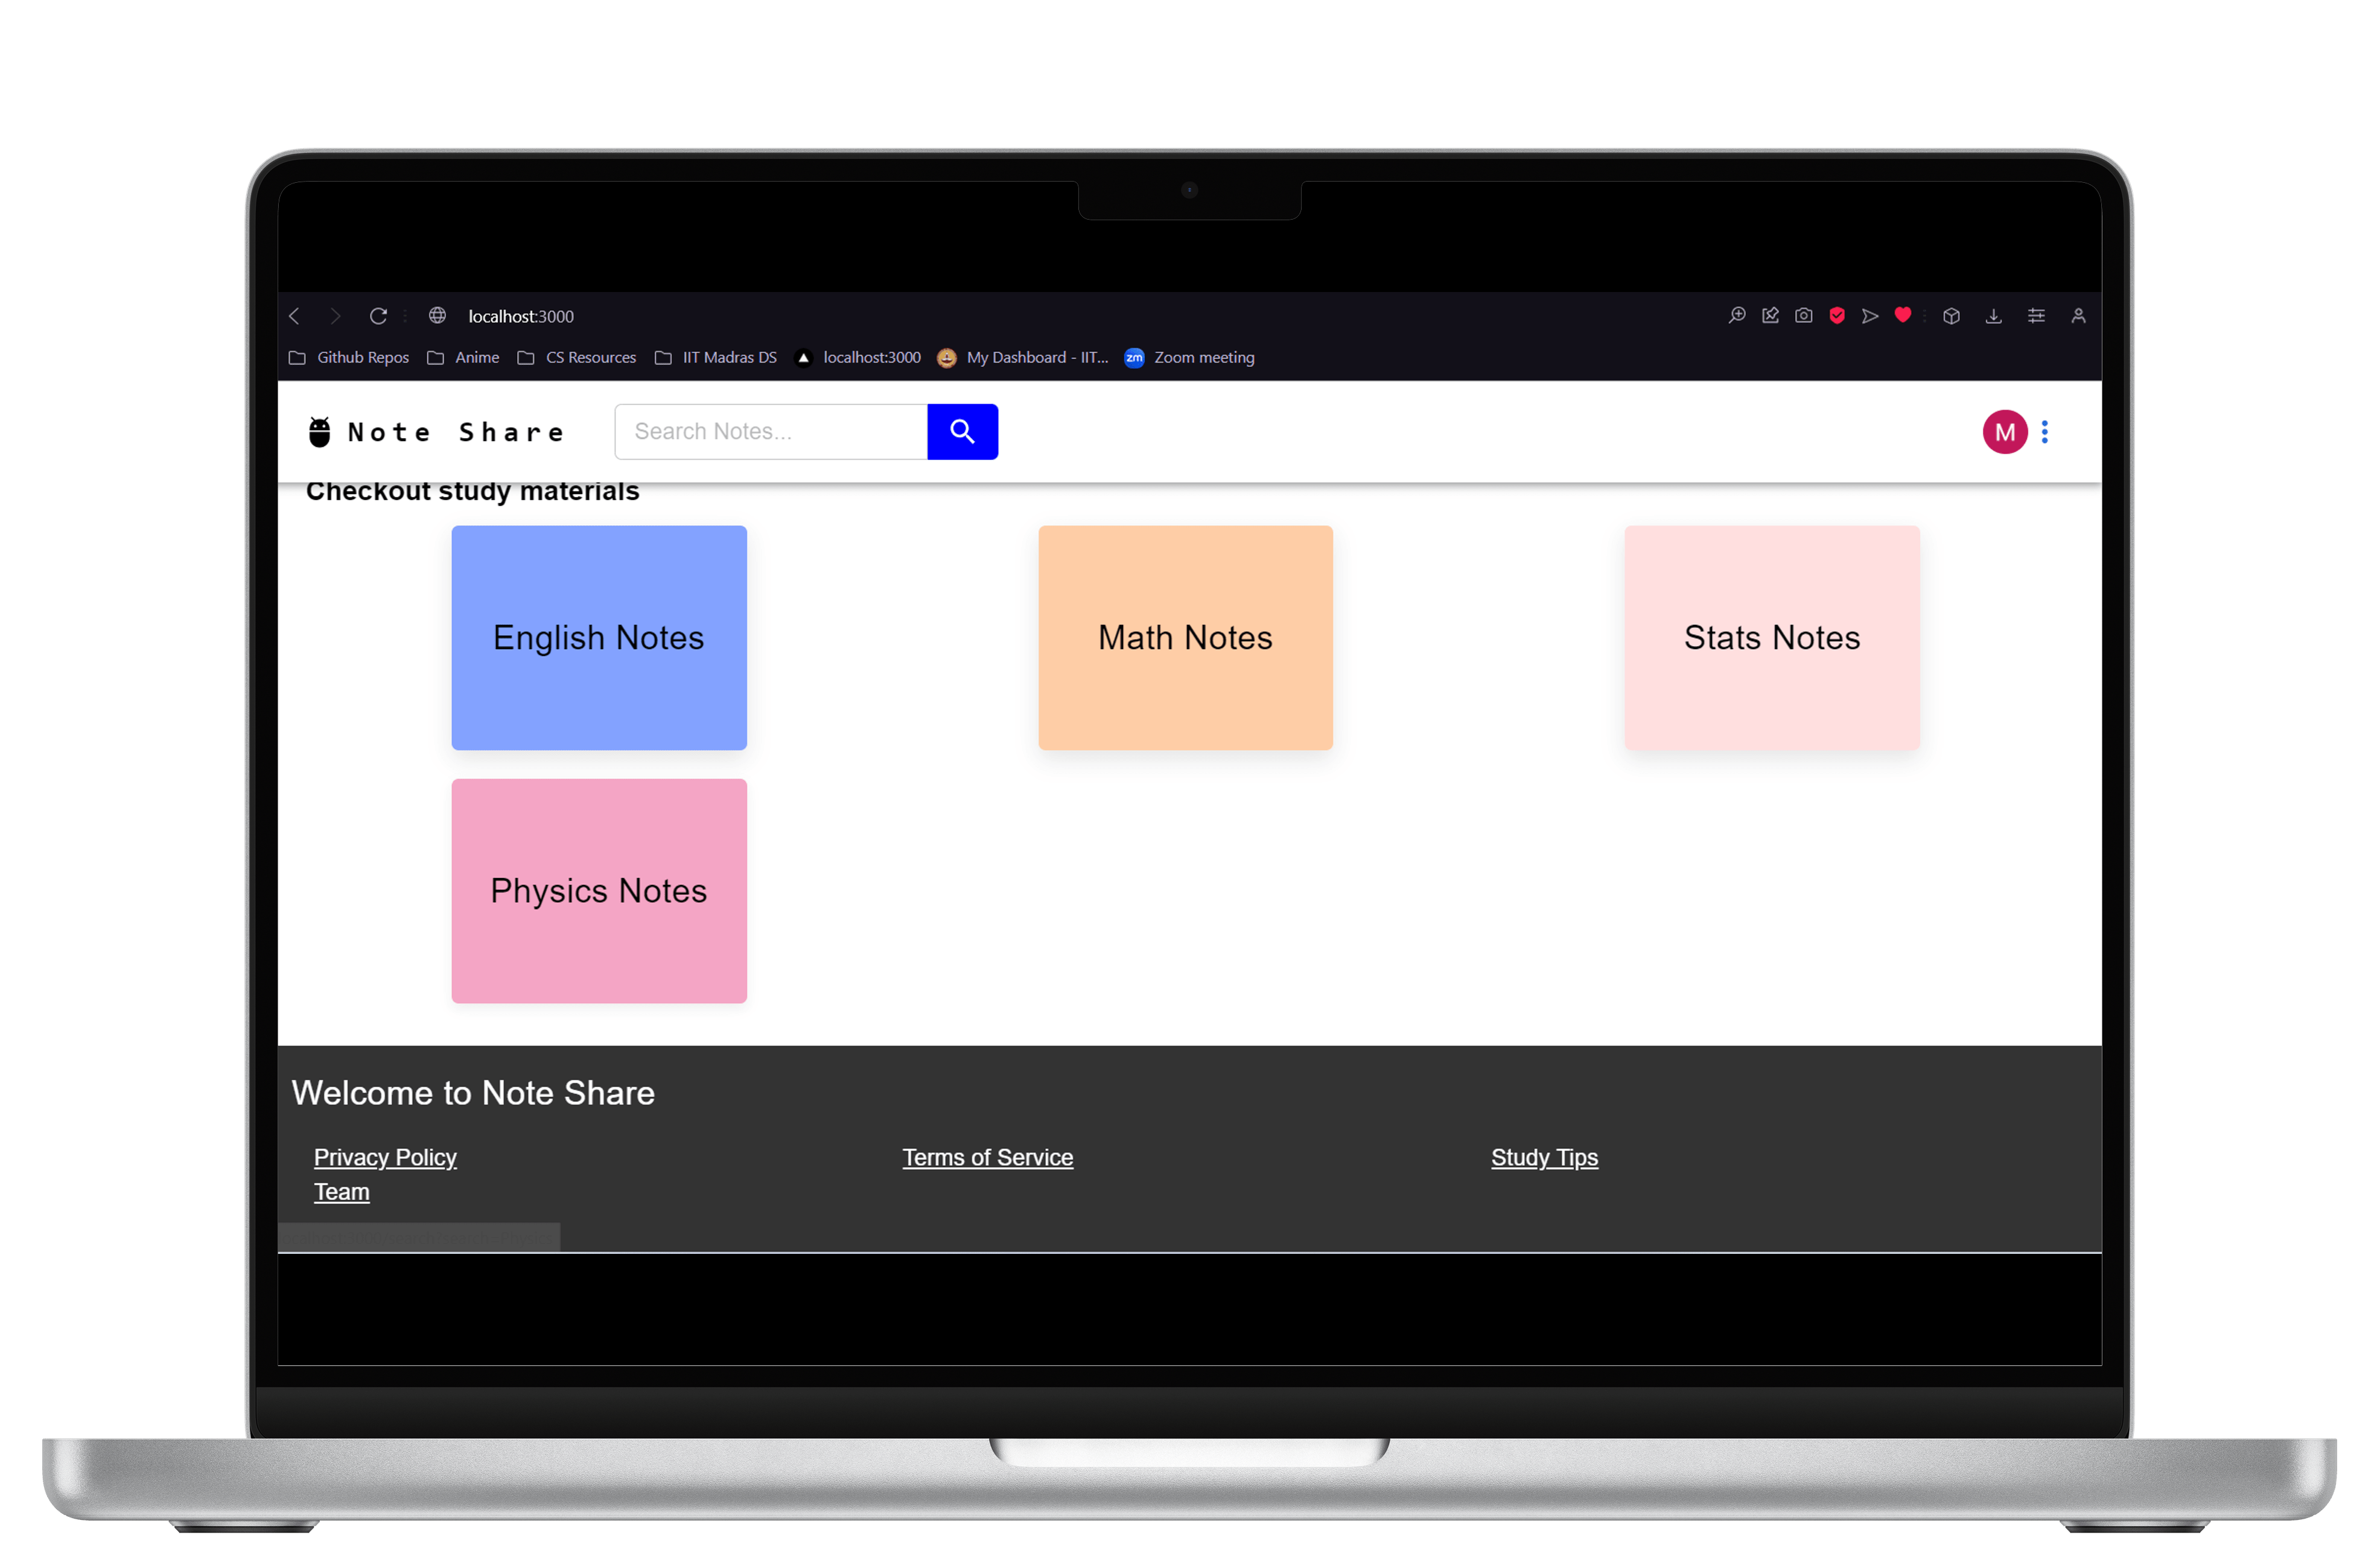 localhost:3000
Github Repos Anime CS Resources IIT Madras DS localhost:3000 My Dashboard - IIT... zm Zoom meeting
Note Share Search Notes... M
Checkout study materials
English Notes Math Notes Stats Notes
Physics Notes
Welcome to Note Share
Privacy Policy Terms of Service Study Tips
Team